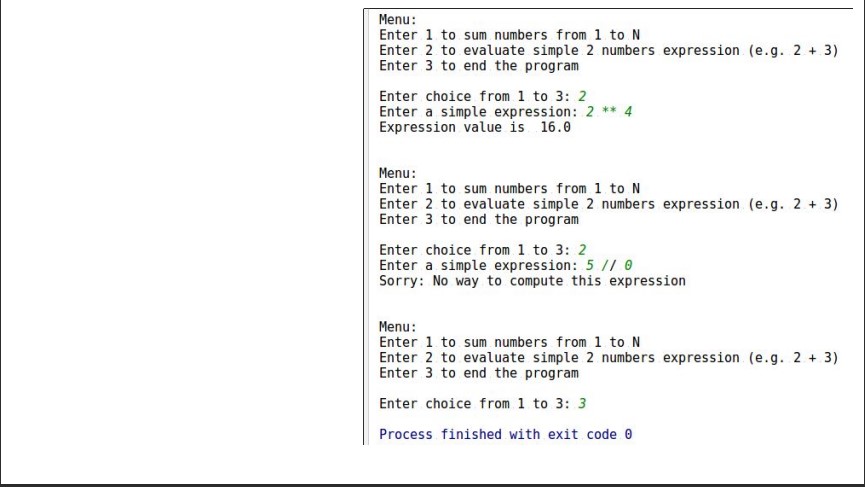 Menu:
Enter 1 to sum numbers from 1 to N
Enter 2 to evaluate simple 2 numbers expression (e.g. 2 + 3)
Enter 3 to end the program
Enter choice from 1 to 3: 2
Enter a simple expression: 2 ** 4
Expression value is  16.0
Menu:
Enter 1 to sum numbers from 1 to N
Enter 2 to evaluate simple 2 numbers expression (e.g. 2 + 3)
Enter 3 to end the program
Enter choice from 1 to 3: 2
Enter a simple expression: 5 // 0
Sorry: No way to compute this expression
Menu:
Enter 1 to sum numbers from 1 to N
Enter 2 to evaluate simple 2 numbers expression (e.g. 2 + 3)
Enter 3 to end the program
Enter choice from 1 to 3: 3
Process finished with exit code 0